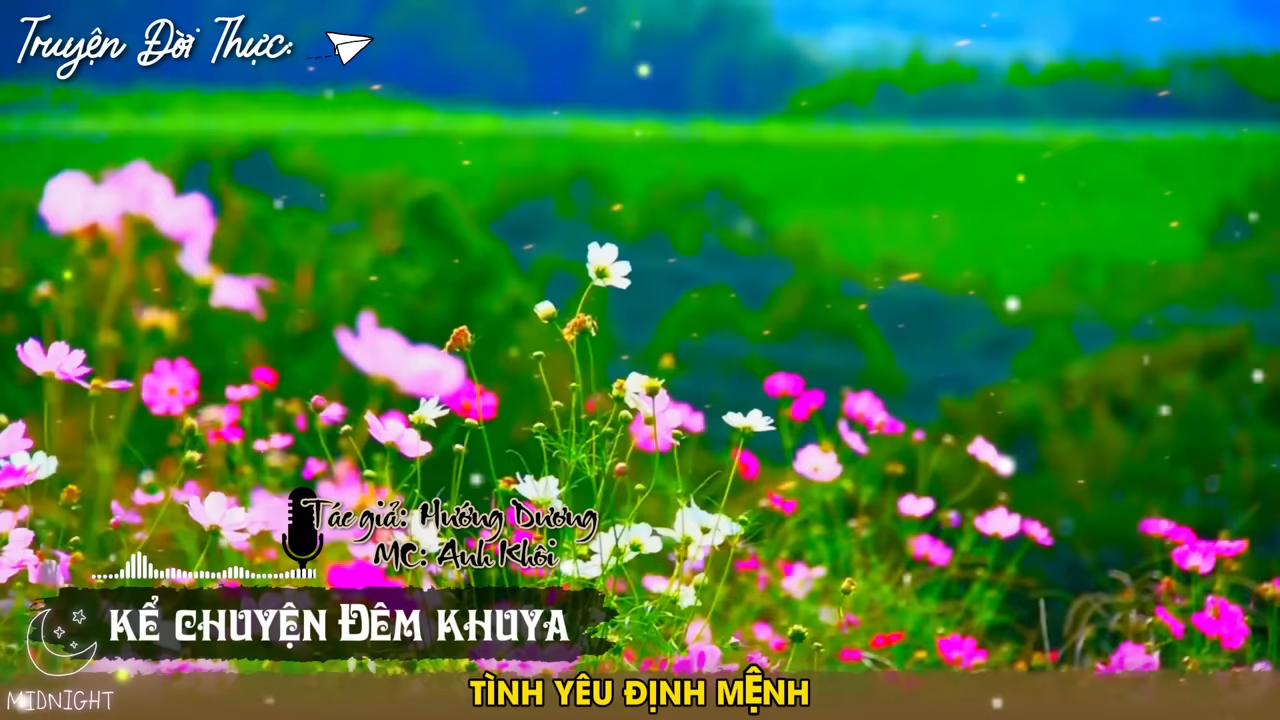 Truyện Đời Thực:
Tác giả: Hướng Dương
MC: Anh Khôi
KỂ CHUYỆN ĐÊM KHUYA
MIDNIGHT
TÌNH YÊU ĐỊNH MỆNH